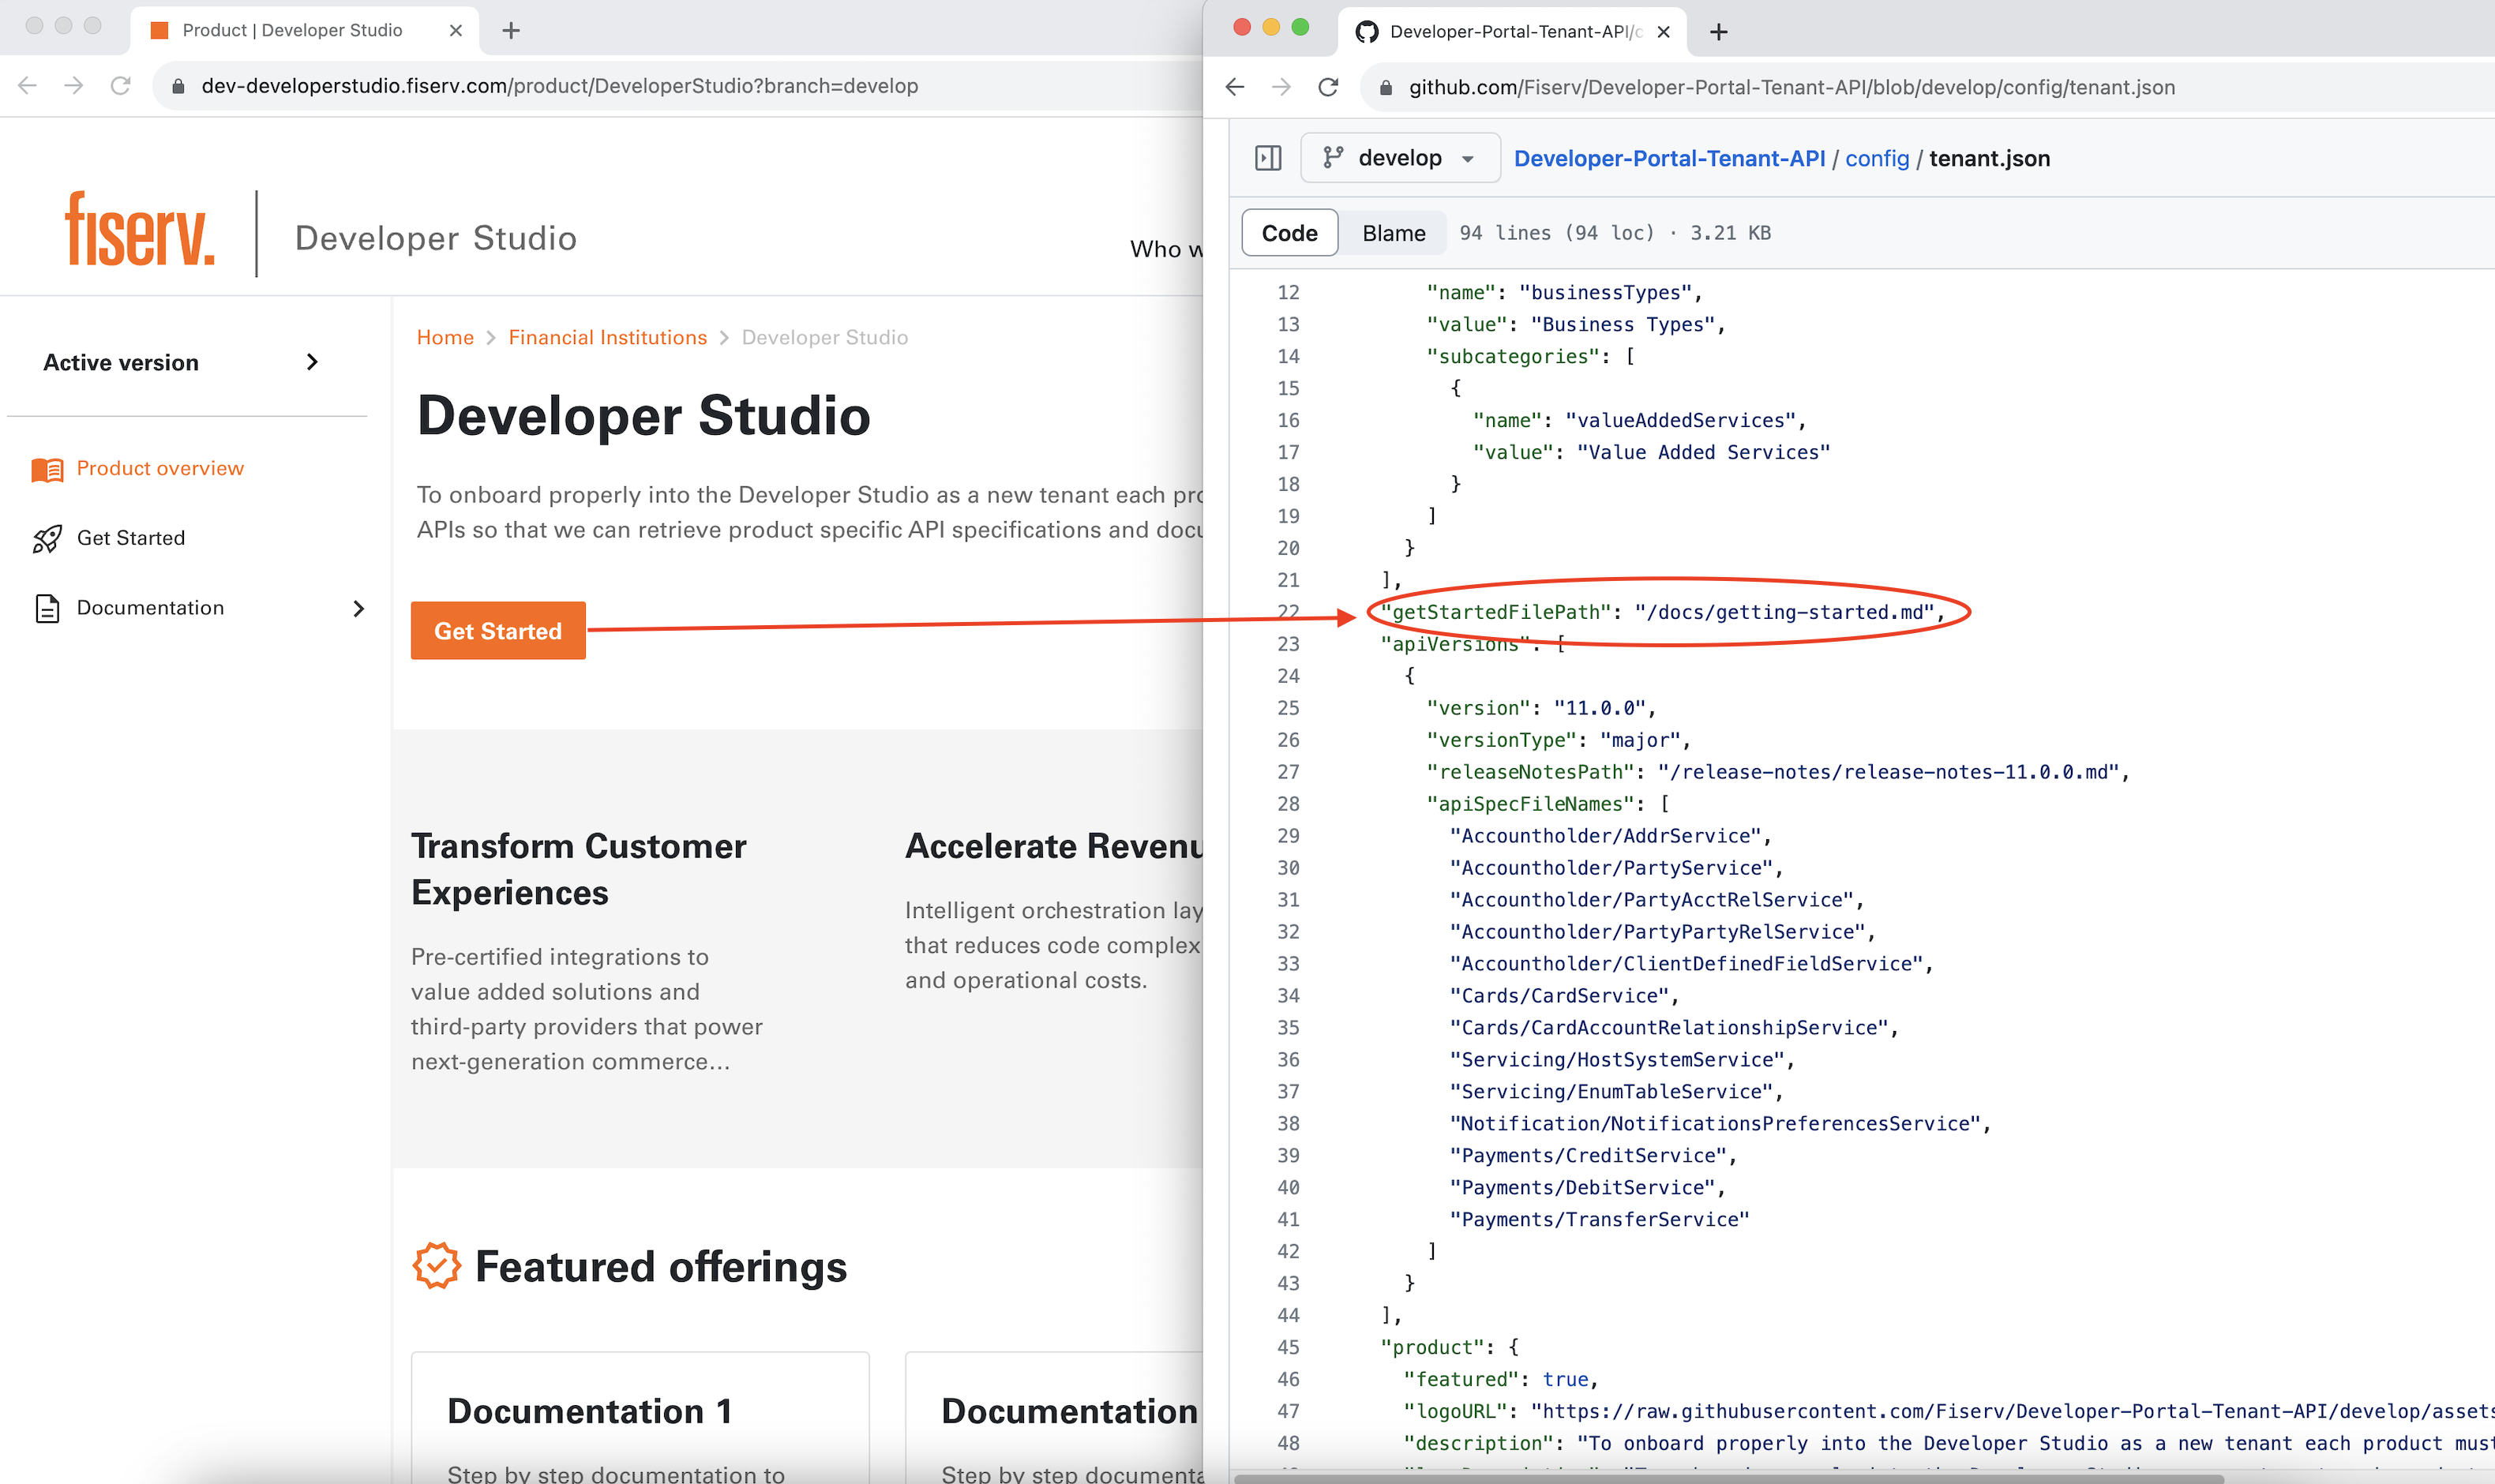 Product | Developer Studio
dev-developerstudio.fiserv.com/product/DeveloperStudio?branch=develop
fiserv.
Developer Studio
Who w
Active version
Product overview
Get Started
Documentation
Home > Financial Institutions > Developer Studio
Developer Studio
To onboard properly into the Developer Studio as a new tenant each pro
APIs so that we can retrieve product specific API specifications and docu
Get Started
Transform Customer
Experiences
Pre-certified integrations to
value added solutions and
third-party providers that power
next-generation commerce...
Accelerate Revenu
Intelligent orchestration lay
that reduces code complex
and operational costs.
Featured offerings
Documentation 1
Step by step documentation to
Documentation
Step by step documenta
Developer-Portal-Tenant-API/c
github.com/Fiserv/Developer-Portal-Tenant-API/blob/develop/config/tenant.json
develop
Developer-Portal-Tenant-API / config / tenant.json
Code Blame 94 lines (94 loc) · 3.21 KB
12 "name": "businessTypes",
13 "value": "Business Types",
14 "subcategories": [
15 {
16 "name": "valueAddedServices",
17 "value": "Value Added Services"
18 }
19 ]
20 }
21 ],
22 "getStartedFilePath": "/docs/getting-started.md",
23 "apiVersions": [
24 {
25 "version": "11.0.0",
26 "versionType": "major",
27 "releaseNotesPath": "/release-notes/release-notes-11.0.0.md",
28 "apiSpecFileNames": [
29 "Accountholder/AddrService",
30 "Accountholder/PartyService",
31 "Accountholder/PartyAcctRelService",
32 "Accountholder/PartyPartyRelService",
33 "Accountholder/ClientDefinedFieldService",
34 "Cards/CardService",
35 "Cards/CardAccountRelationshipService",
36 "Servicing/HostSystemService",
37 "Servicing/EnumTableService",
38 "Notification/NotificationsPreferencesService",
39 "Payments/CreditService",
40 "Payments/DebitService",
41 "Payments/TransferService"
42 ]
43 }
44 ],
45 "product": {
46 "featured": true,
47 "logoURL": "https://raw.githubusercontent.com/Fiserv/Developer-Portal-Tenant-API/develop/assets
48 "description": "To onboard properly into the Developer Studio as a new tenant each product must